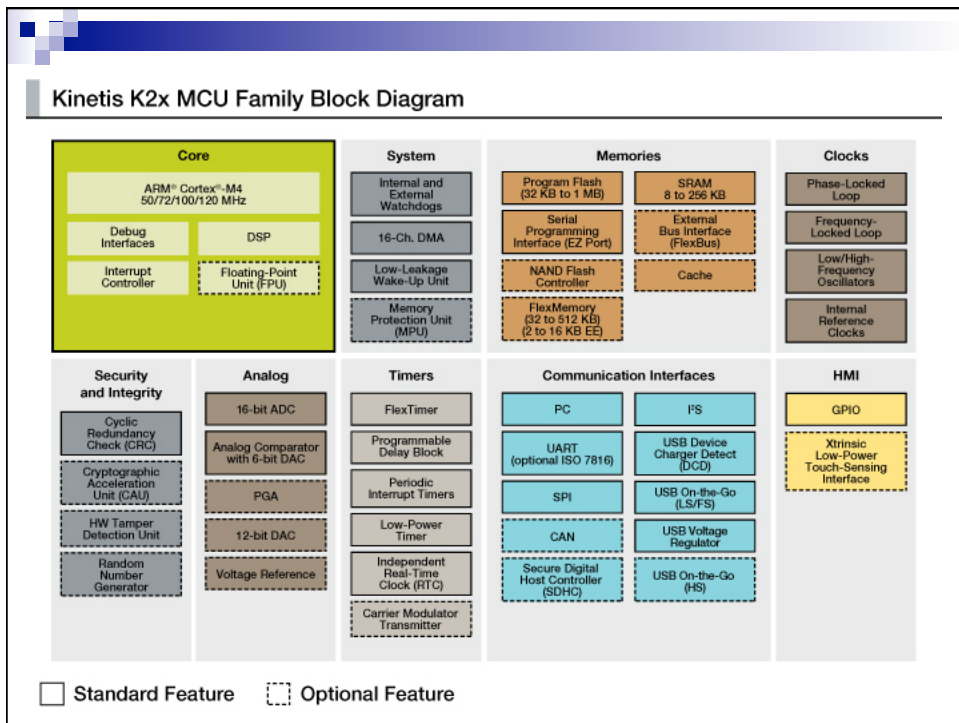 Kinetis K2x MCU Family Block Diagram
Core
ARM® Cortex®-M4
50/72/100/120 MHz
Debug
Interfaces
DSP
Interrupt
Controller
Floating-Point
Unit (FPU)
System
Internal and
External
Watchdogs
16-Ch. DMA
Low-Leakage
Wake-Up Unit
Memory
Protection Unit
(MPU)
Memories
Program Flash
(32 KB to 1 MB)
SRAM
8 to 256 KB
Serial
Programming
Interface (EZ Port)
External
Bus Interface
(FlexBus)
NAND Flash
Controller
Cache
FlexMemory
(32 to 512 KB)
(2 to 16 KB EE)
Clocks
Phase-Locked
Loop
Frequency-
Locked Loop
Low/High-
Frequency
Oscillators
Internal
Reference
Clocks
Security
and Integrity
Cyclic
Redundancy
Check (CRC)
Cryptographic
Acceleration
Unit (CAU)
HW Tamper
Detection Unit
Random
Number
Generator
Analog
16-bit ADC
Analog Comparator
with 6-bit DAC
PGA
12-bit DAC
Voltage Reference
Timers
FlexTimer
Programmable
Delay Block
Periodic
Interrupt Timers
Low-Power
Timer
Independent
Real-Time
Clock (RTC)
Carrier Modulator
Transmitter
Communication Interfaces
PC
I²S
UART
(optional ISO 7816)
USB Device
Charger Detect
(DCD)
SPI
USB On-the-Go
(LS/FS)
CAN
USB Voltage
Regulator
Secure Digital
Host Controller
(SDHC)
USB On-the-Go
(HS)
HMI
GPIO
Xtrinsic
Low-Power
Touch-Sensing
Interface
Standard Feature
Optional Feature